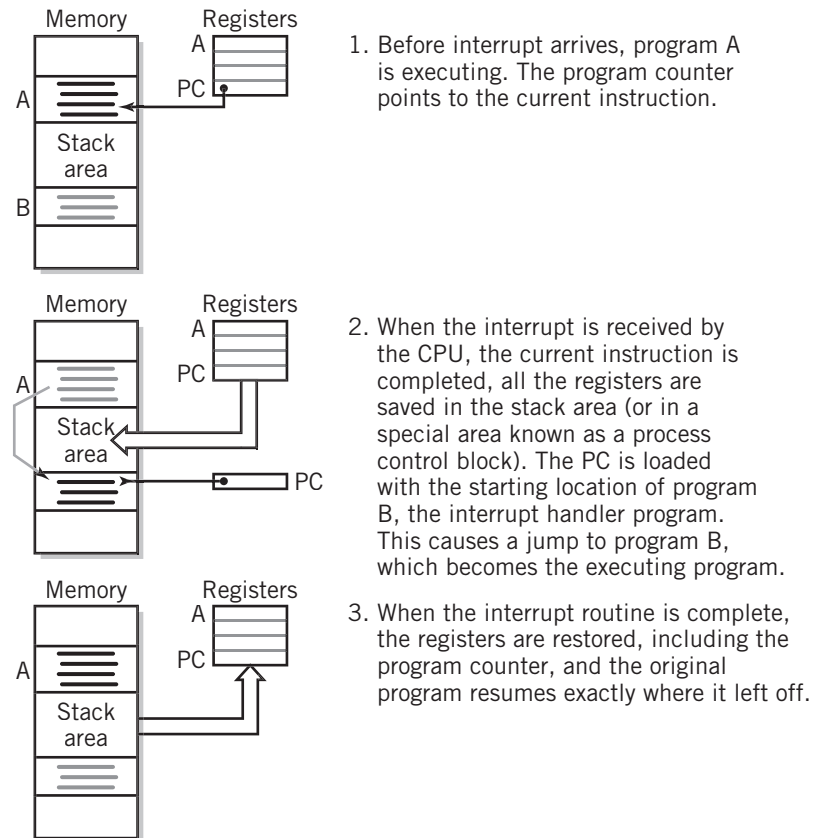 Memory
Registers
A
PC
A
Stack
area
B
1. Before interrupt arrives, program A
is executing. The program counter
points to the current instruction.
Memory
Registers
A
PC
A
Stack
area
PC
2. When the interrupt is received by
the CPU, the current instruction is
completed, all the registers are
saved in the stack area (or in a
special area known as a process
control block). The PC is loaded
with the starting location of program
B, the interrupt handler program.
This causes a jump to program B,
which becomes the executing program.
Memory
Registers
A
PC
A
Stack
area
3. When the interrupt routine is complete,
the registers are restored, including the
program counter, and the original
program resumes exactly where it left off.